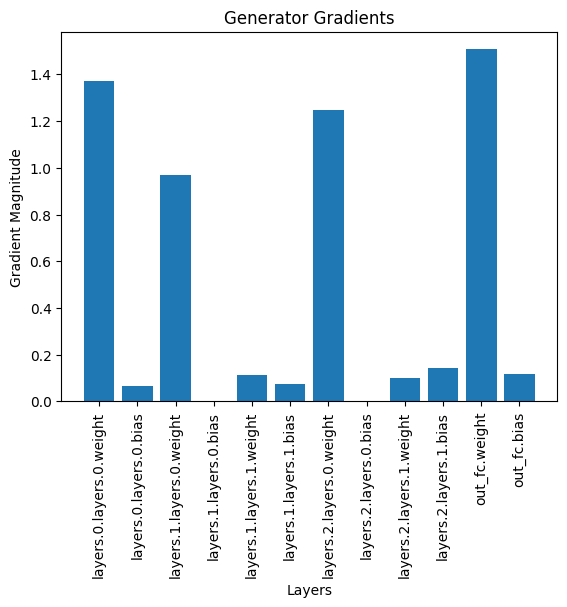 Generator Gradients
Gradient Magnitude
1.4
1.2
1.0
0.8
0.6
0.4
0.2
0.0
layers.0.layers.0.weight
layers.0.layers.0.bias
layers.1.layers.0.weight
layers.1.layers.0.bias
layers.1.layers.1.weight
layers.1.layers.1.bias
layers.2.layers.0.weight
layers.2.layers.0.bias
layers.2.layers.1.weight
layers.2.layers.1.bias
out_fc.weight
out_fc.bias
Layers